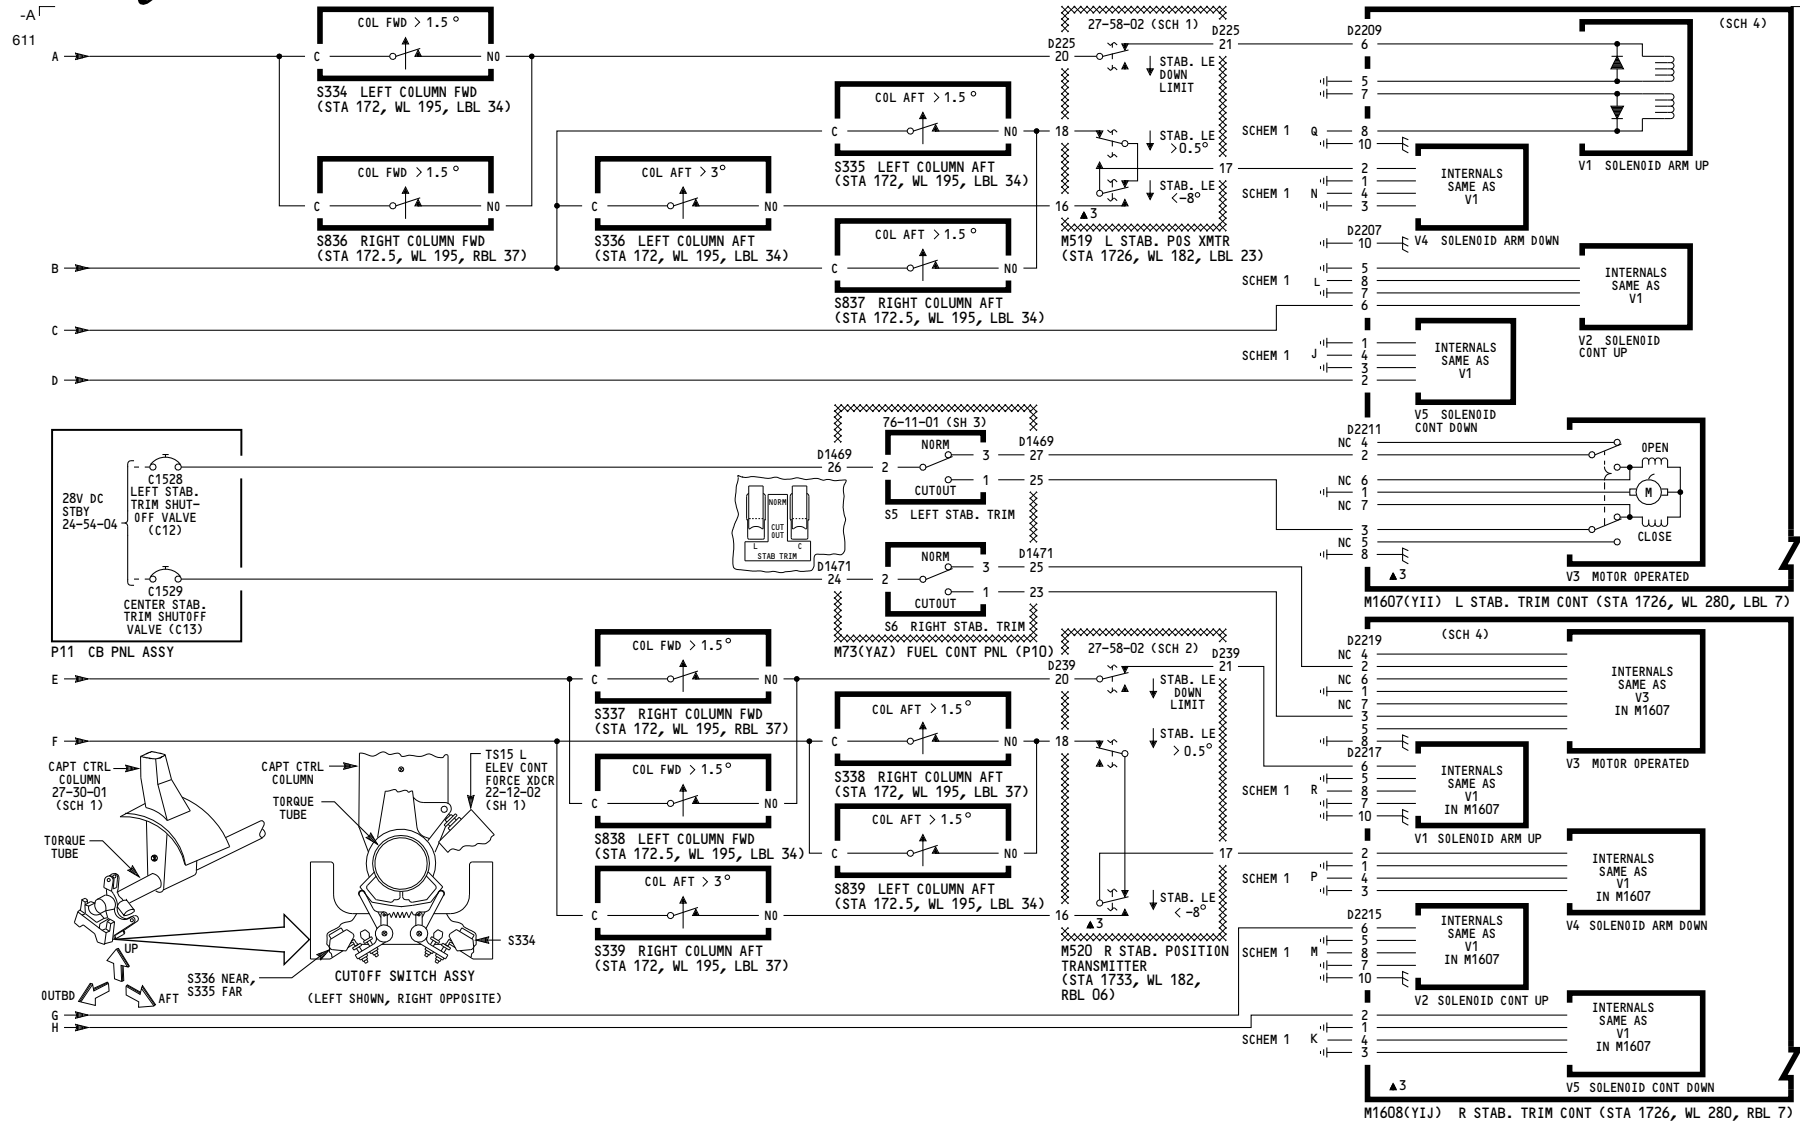 -A
611
A
COL FWD > 1.5 °
C
NO
S334 LEFT COLUMN FWD
(STA 172, WL 195, LBL 34)
COL FWD > 1.5°
C
NO
S836 RIGHT COLUMN FWD
(STA 172.5, WL 195, RBL 37)
COL AFT > 3°
C
NO
S336 LEFT COLUMN AFT
(STA 172, WL 195, LBL 34)
COL AFT > 1.5 °
C
NO
S335 LEFT COLUMN AFT
(STA 172, WL 195, LBL 34)
COL AFT > 1.5°
C
NO
S837 RIGHT COLUMN AFT
(STA 172.5, WL 195, LBL 34)
27-58-02 (SCH 1)
D225
20
D225
21
STAB. LE
DOWN
LIMIT
18
STAB. LE
>0.5°
17
STAB. LE
<-8°
16
▲3
M519 L STAB. POS XMTR
(STA 1726, WL 182, LBL 23)
B
C
D
(SCH 4)
D2209
6
5
7
SCHEM 1 Q
8
10
V1 SOLENOID ARM UP
2
1
SCHEM 1 N
4
3
INTERNALS
SAME AS
V1
V4 SOLENOID ARM DOWN
D2207
10
5
SCHEM 1 L
8
7
6
INTERNALS
SAME AS
V1
V2 SOLENOID
CONT UP
1
SCHEM 1 J
4
3
2
INTERNALS
SAME AS
V1
V5 SOLENOID
CONT DOWN
D2211
NC 4
2
NC 6
1
NC 7
3
NC 5
8
▲3
OPEN
M
CLOSE
V3 MOTOR OPERATED
M1607(YII) L STAB. TRIM CONT (STA 1726, WL 280, LBL 7)
28V DC
STBY
24-54-04
C1528
LEFT STAB.
TRIM SHUT-
OFF VALVE
(C12)
C1529
CENTER STAB.
TRIM SHUTOFF
VALVE (C13)
P11 CB PNL ASSY
76-11-01 (SH 3)
D1469
26
2
NORM
3
D1469
27
1
25
CUTOUT
S5 LEFT STAB. TRIM
NORM
CUT
OUT
L
C
STAB TRIM
D1471
24
2
NORM
3
D1471
25
1
23
CUTOUT
S6 RIGHT STAB. TRIM
M73(YAZ) FUEL CONT PNL (P10)
E
COL FWD > 1.5°
C
NO
S337 RIGHT COLUMN FWD
(STA 172, WL 195, RBL 37)
F
COL FWD > 1.5°
C
NO
S838 LEFT COLUMN FWD
(STA 172.5, WL 195, LBL 34)
COL AFT > 3°
C
NO
S339 RIGHT COLUMN AFT
(STA 172, WL 195, LBL 37)
COL AFT > 1.5°
C
NO
S338 RIGHT COLUMN AFT
(STA 172, WL 195, RBL 37)
COL AFT > 1.5°
C
NO
S839 LEFT COLUMN AFT
(STA 172.5, WL 195, LBL 34)
27-58-02 (SCH 2)
D239
20
D239
21
STAB. LE
DOWN
LIMIT
18
STAB. LE
> 0.5°
17
STAB. LE
< -8°
16
▲3
M520 R STAB. POSITION
TRANSMITTER
(STA 1733, WL 182,
RBL 06)
CAPT CTRL
COLUMN
27-30-01
(SCH 1)
TORQUE
TUBE
UP
OUTBD
AFT
CAPT CTRL
COLUMN
TORQUE
TUBE
TS15 L
ELEV CONT
FORCE XDCR
22-12-02
(SH 1)
S334
S336 NEAR,
S335 FAR
CUTOFF SWITCH ASSY
(LEFT SHOWN, RIGHT OPPOSITE)
G
H
(SCH 4)
D2219
NC 4
2
NC 6
1
NC 7
3
5
8
INTERNALS
SAME AS
V3
IN M1607
V3 MOTOR OPERATED
D2217
6
5
SCHEM 1 R
8
7
10
INTERNALS
SAME AS
V1
IN M1607
V1 SOLENOID ARM UP
2
1
SCHEM 1 P
4
3
INTERNALS
SAME AS
V1
IN M1607
V4 SOLENOID ARM DOWN
D2215
6
5
SCHEM 1 M
8
7
10
INTERNALS
SAME AS
V1
IN M1607
V2 SOLENOID CONT UP
2
1
SCHEM 1 K
4
3
INTERNALS
SAME AS
V1
IN M1607
V5 SOLENOID CONT DOWN
▲3
M1608(YIJ) R STAB. TRIM CONT (STA 1726, WL 280, RBL 7)